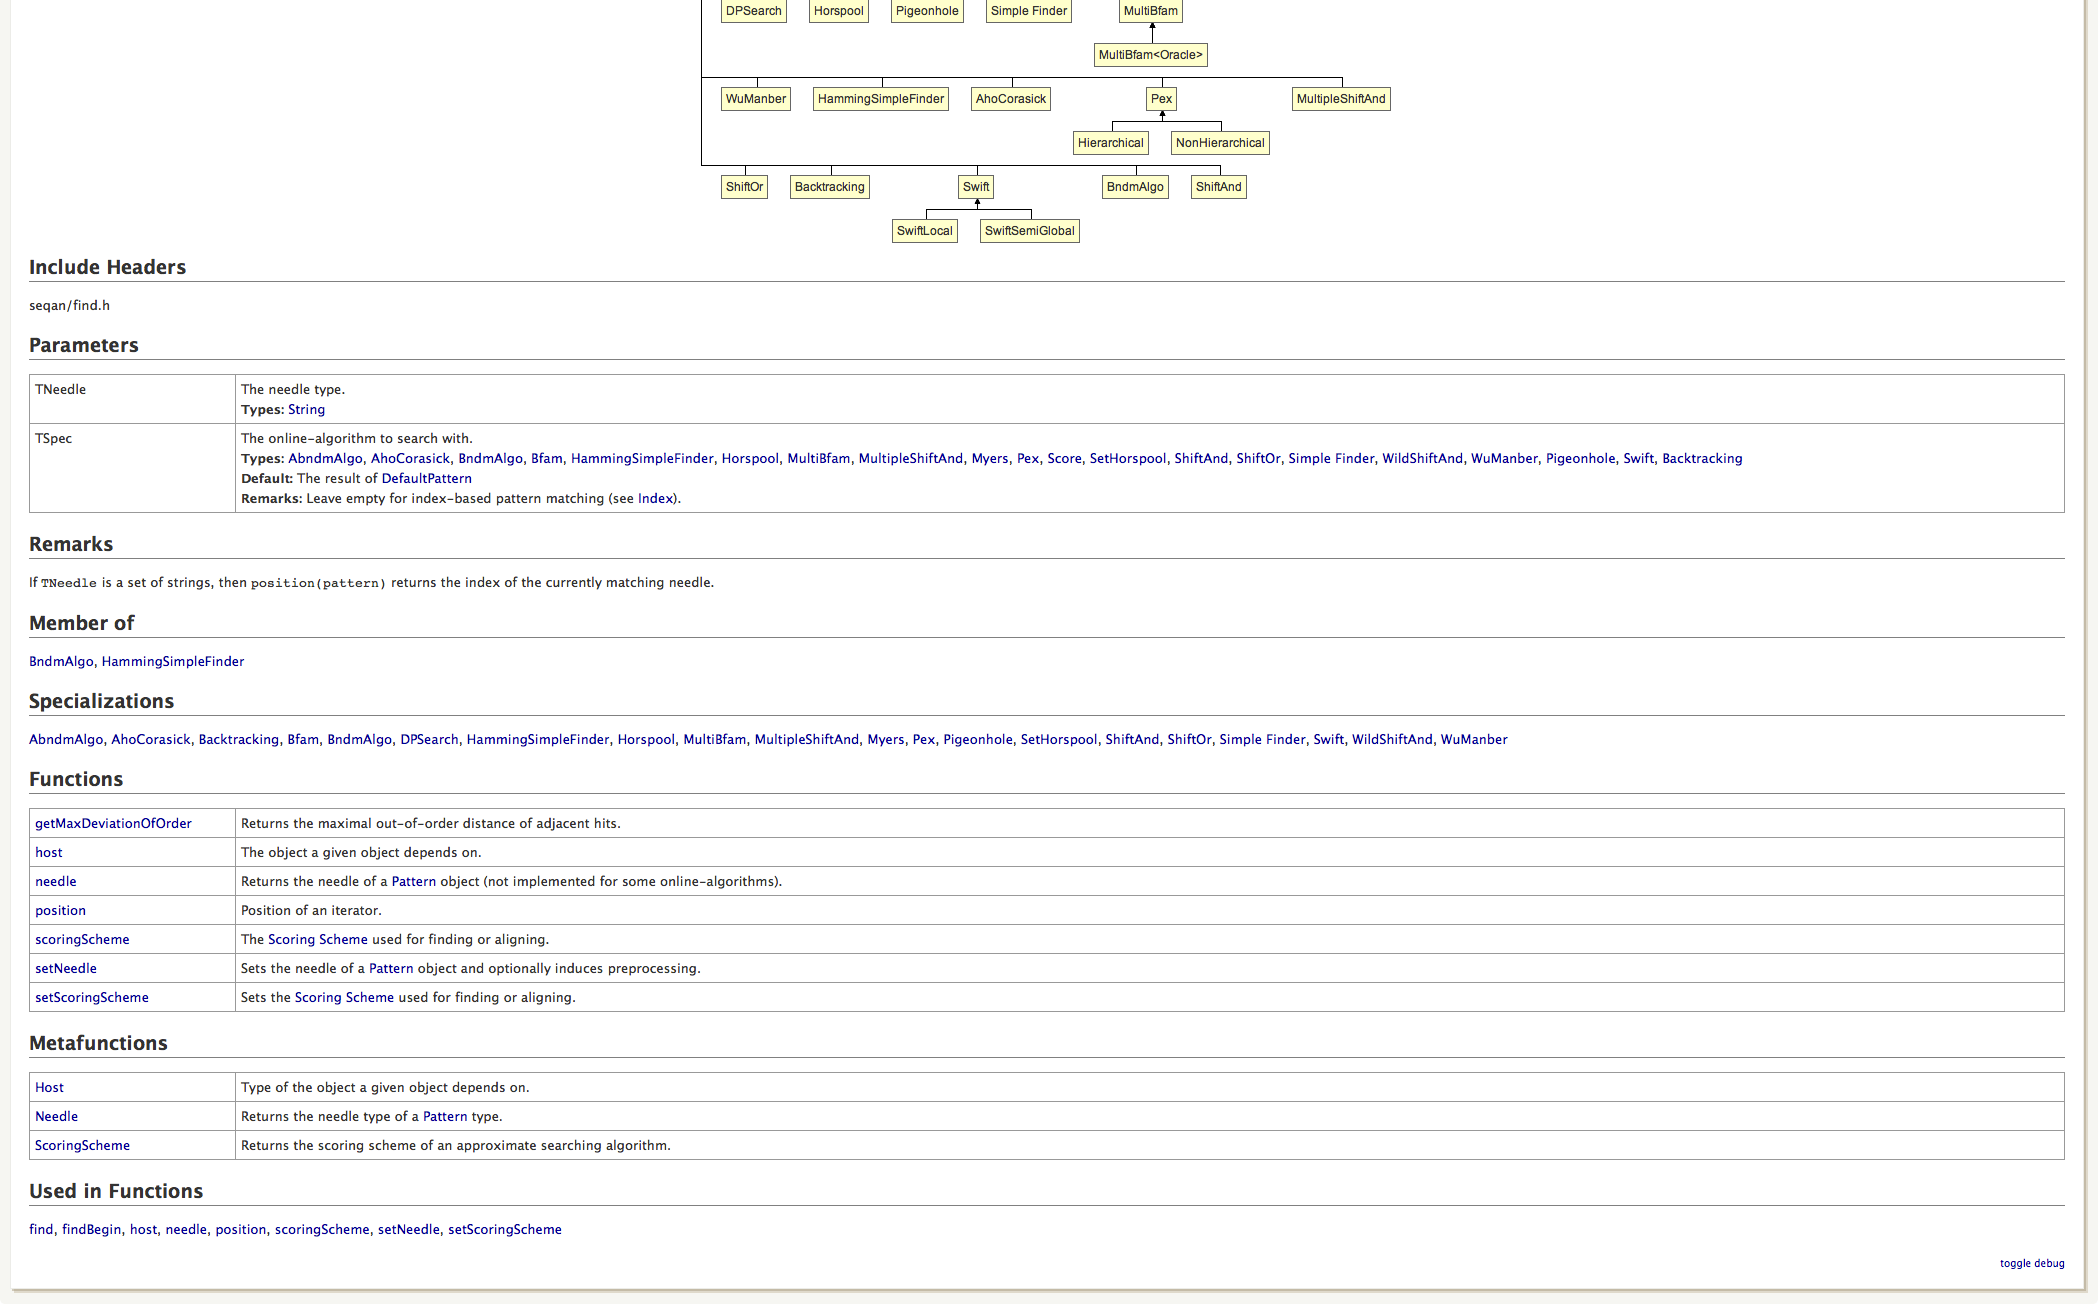 DPSearch Horspool Pigeonhole Simple Finder MultiBfam
MultiBfam<Oracle>
WuManber HammingSimpleFinder AhoCorasick Pex MultipleShiftAnd
Hierarchical NonHierarchical
ShiftOr Backtracking Swift BndmAlgo ShiftAnd
SwiftLocal SwiftSemiGlobal
Include Headers
seqan/find.h
Parameters
TNeedle The needle type.
Types: String
TSpec The online-algorithm to search with.
Types: AbndmAlgo, AhoCorasick, BndmAlgo, Bfam, HammingSimpleFinder, Horspool, MultiBfam, MultipleShiftAnd, Myers, Pex, Score, SetHorspool, ShiftAnd, ShiftOr, Simple Finder, WildShiftAnd, WuManber, Pigeonhole, Swift, Backtracking
Default: The result of DefaultPattern
Remarks: Leave empty for index-based pattern matching (see Index).
Remarks
If TNeedle is a set of strings, then position(pattern) returns the index of the currently matching needle.
Member of
BndmAlgo, HammingSimpleFinder
Specializations
AbndmAlgo, AhoCorasick, Backtracking, Bfam, BndmAlgo, DPSearch, HammingSimpleFinder, Horspool, MultiBfam, MultipleShiftAnd, Myers, Pex, Pigeonhole, SetHorspool, ShiftAnd, ShiftOr, Simple Finder, Swift, WildShiftAnd, WuManber
Functions
getMaxDeviationOfOrder Returns the maximal out-of-order distance of adjacent hits.
host The object a given object depends on.
needle Returns the needle of a Pattern object (not implemented for some online-algorithms).
position Position of an iterator.
scoringScheme The Scoring Scheme used for finding or aligning.
setNeedle Sets the needle of a Pattern object and optionally induces preprocessing.
setScoringScheme Sets the Scoring Scheme used for finding or aligning.
Metafunctions
Host Type of the object a given object depends on.
Needle Returns the needle type of a Pattern type.
ScoringScheme Returns the scoring scheme of an approximate searching algorithm.
Used in Functions
find, findBegin, host, needle, position, scoringScheme, setNeedle, setScoringScheme
toggle debug